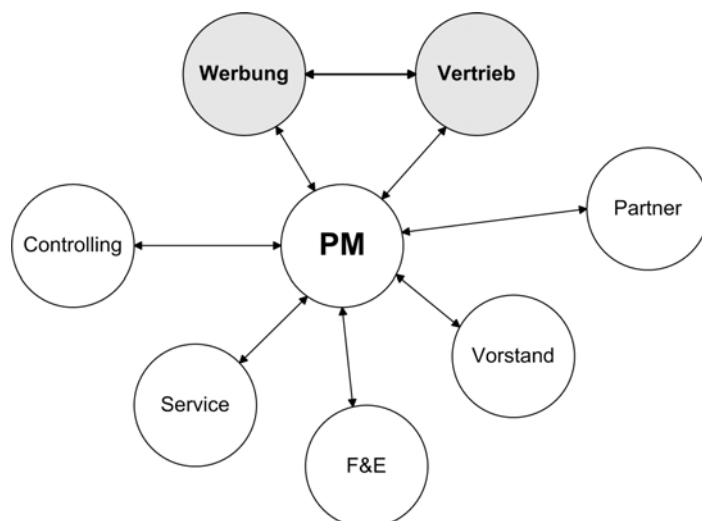 Werbung
Vertrieb
Partner
Controlling
PM
Vorstand
Service
F&E